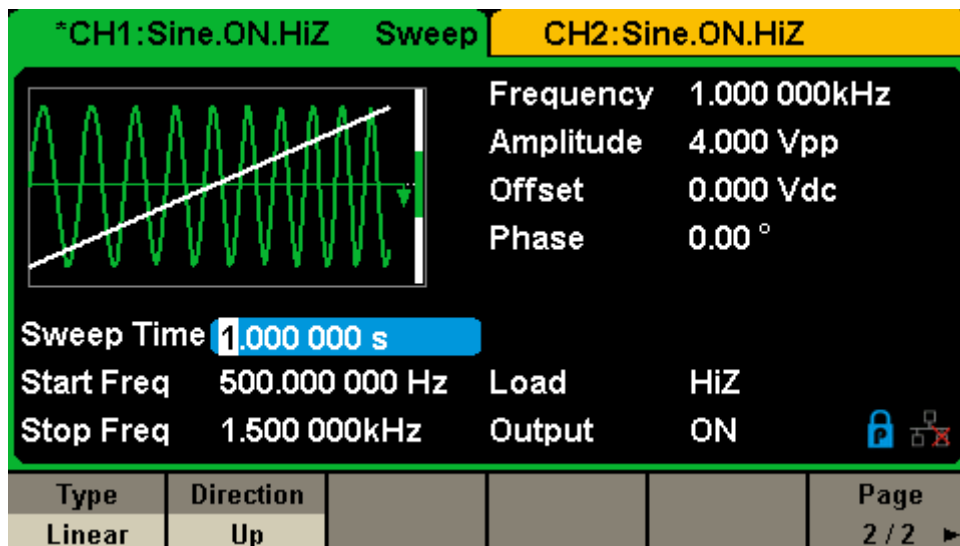 *CH1:Sine.ON.HiZ Sweep CH2:Sine.ON.HiZ
Frequency 1.000 000kHz
Amplitude 4.000 Vpp
Offset 0.000 Vdc
Phase 0.00 °
Sweep Time 1.000 000 s
Start Freq 500.000 000 Hz Load HiZ
Stop Freq 1.500 000kHz Output ON P
Type Direction Page
Linear Up 2 / 2 ►